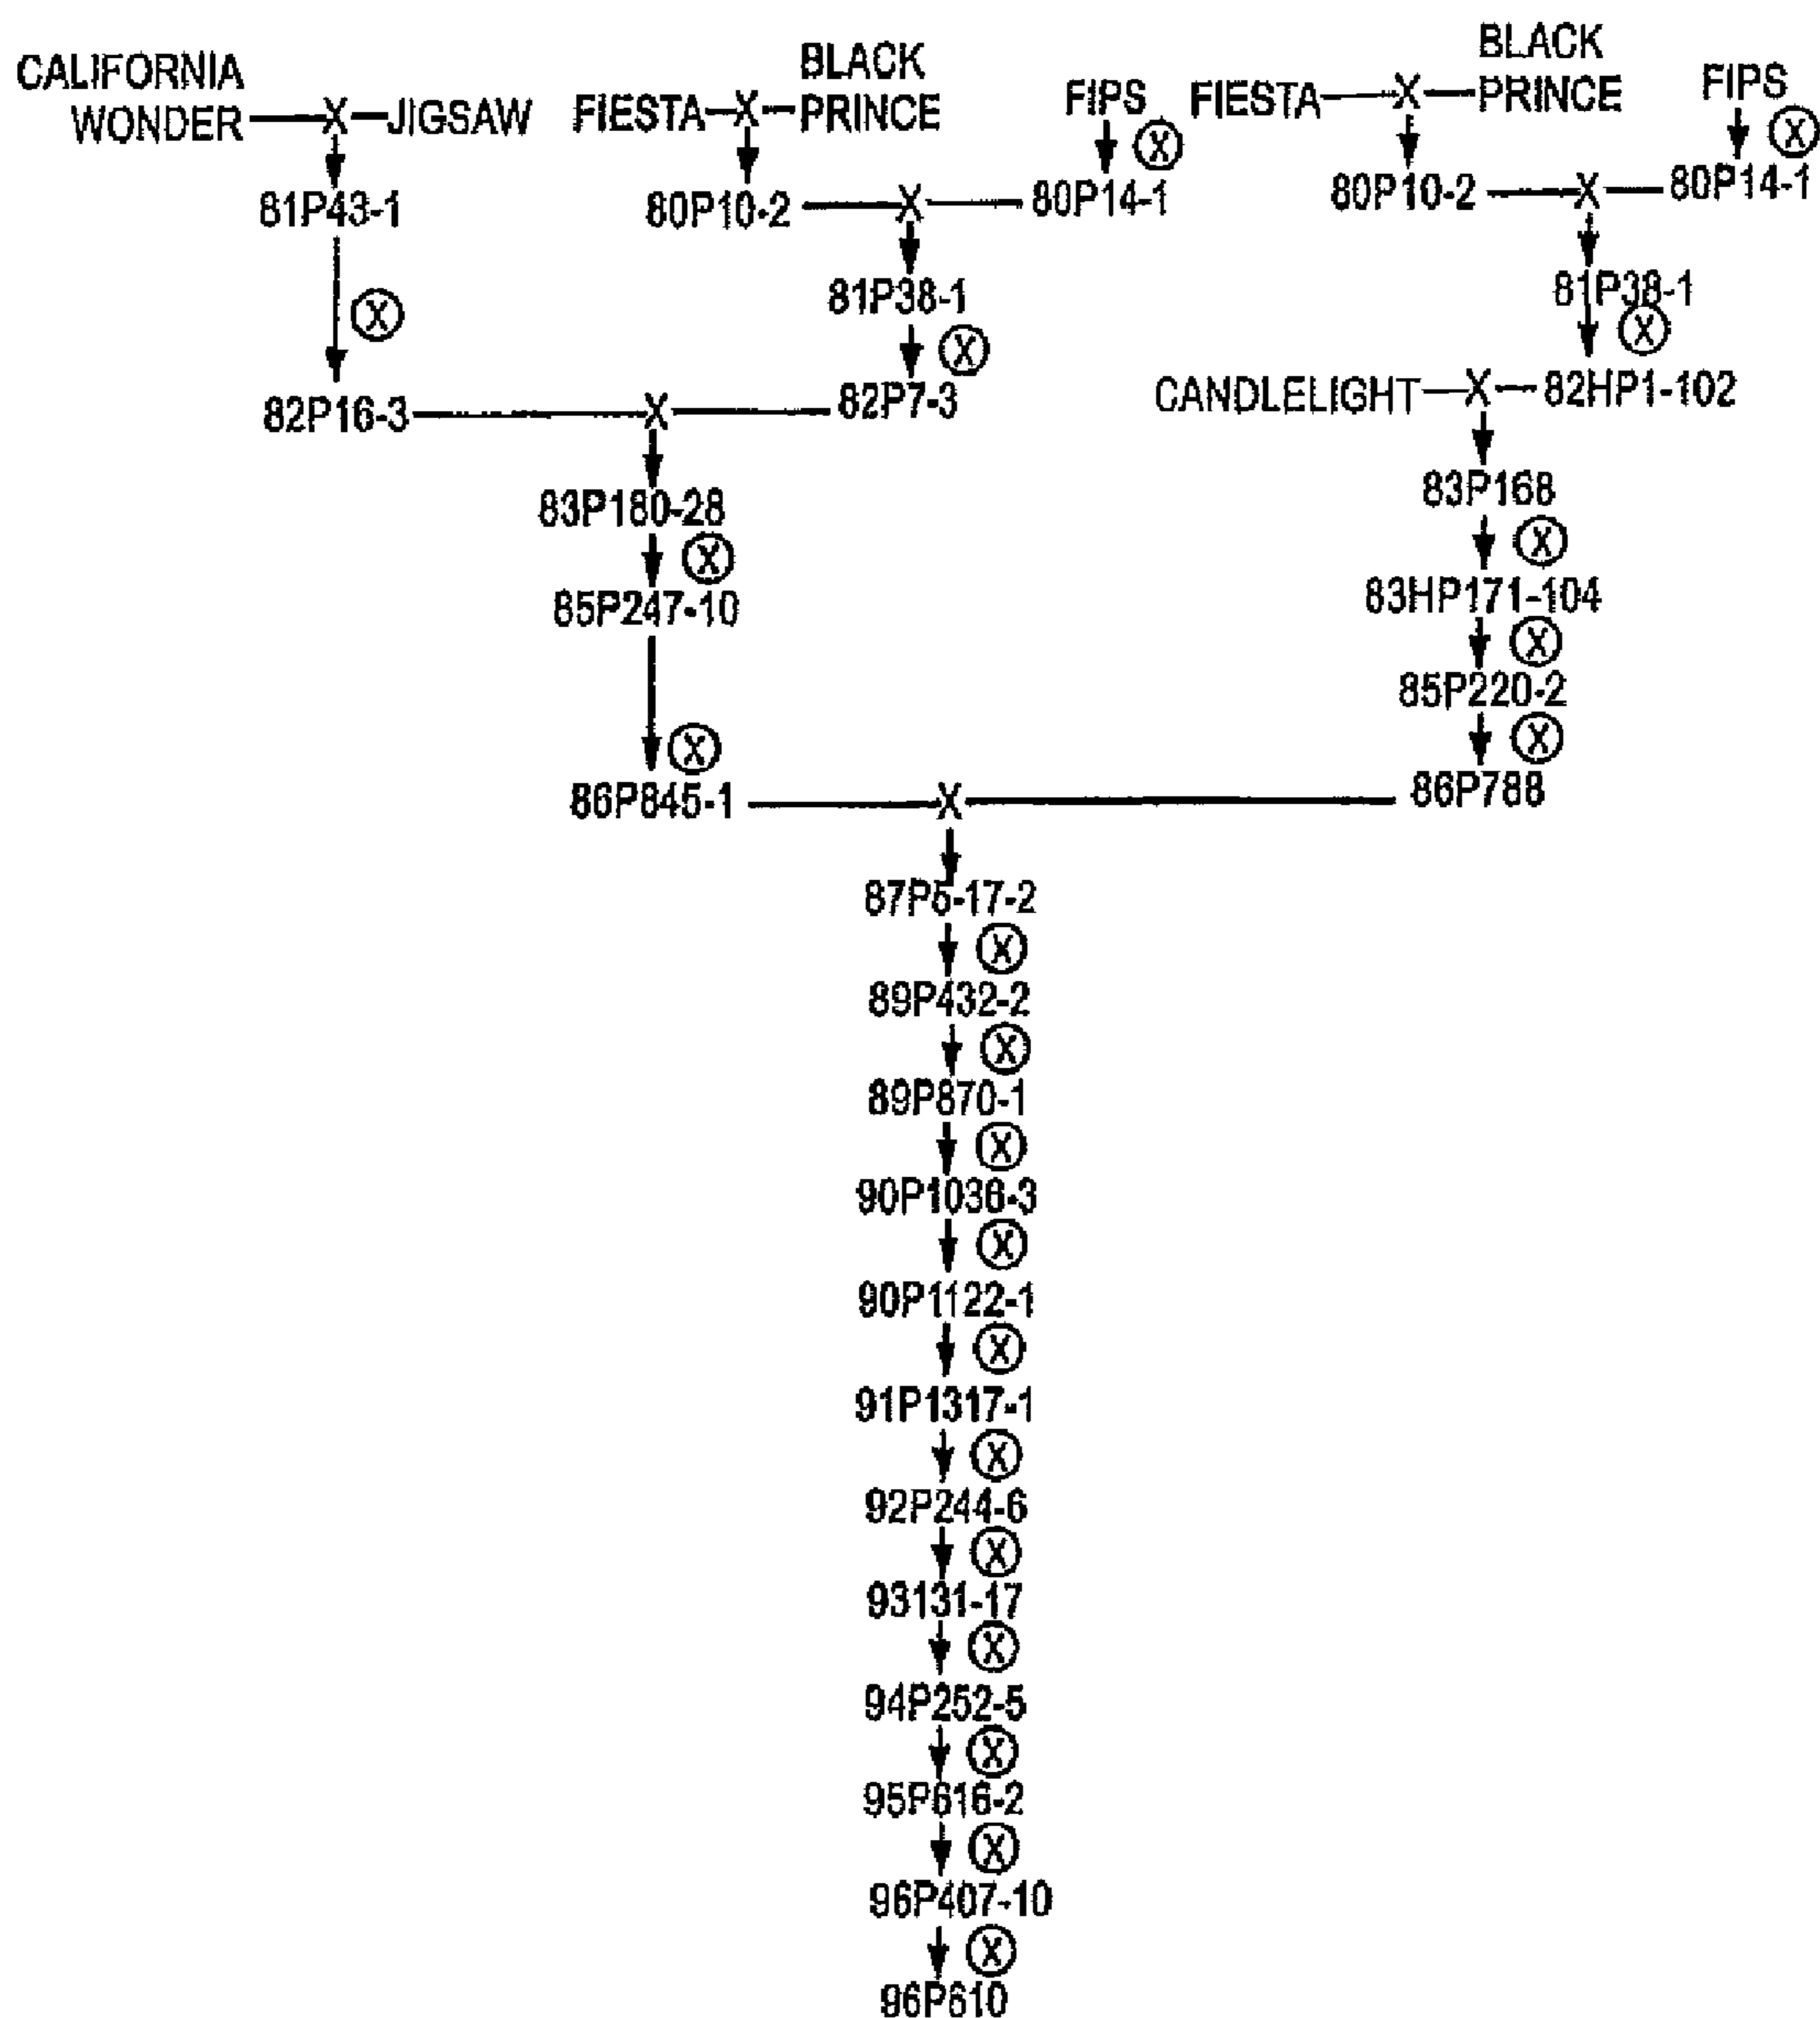 CALIFORNIA
WONDER X JIGSAW
FIESTA X BLACK
PRINCE
FIPS
FIESTA X BLACK
PRINCE
FIPS
X
X
81P43-1
80P10-2 X 80P14-1
80P10-2 X 80P14-1
81P38-1
81P38-1
X
X
X
82P16-3 X 82P7-3
CANDLELIGHT X 82HP1-102
83P180-28
83P168
X
X
85P247-10
83HP171-104
X
85P220-2
X
X
86P845-1 X 86P788
87P5-17-2
X
89P432-2
X
89P870-1
X
90P1036-3
X
90P1122-1
X
91P1317-1
X
92P244-6
X
93131-17
X
94P252-5
X
95P616-2
X
96P407-10
X
96P610